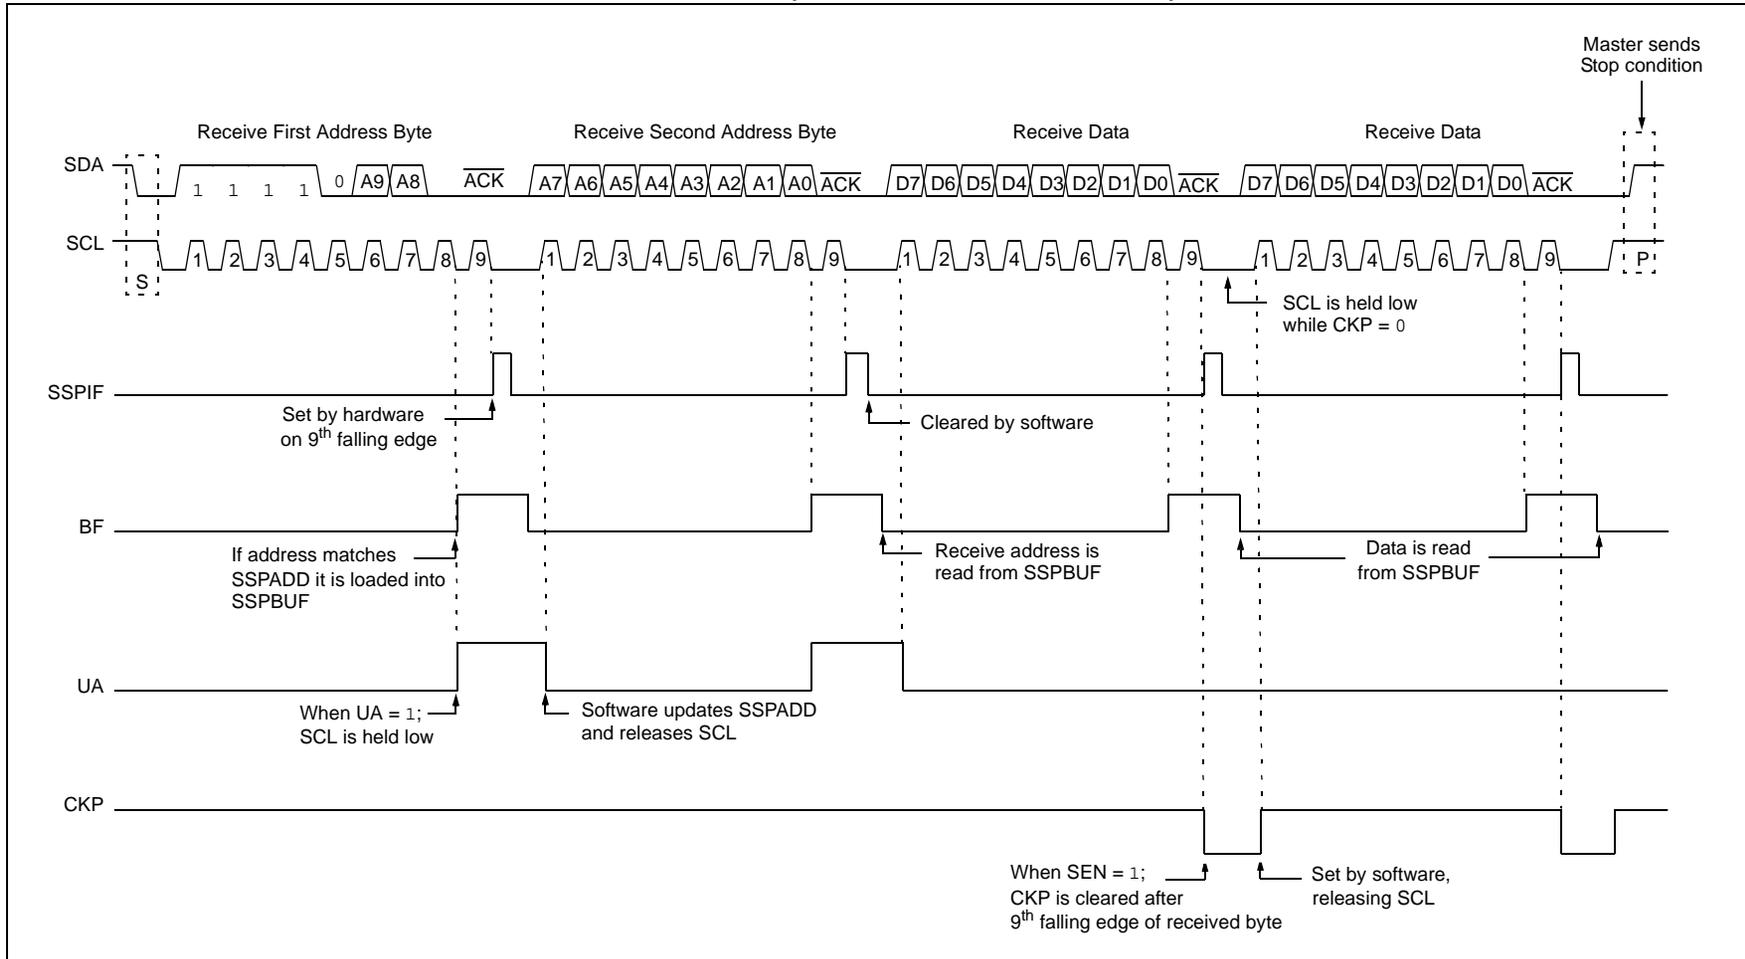 Master sends
Stop condition
Receive First Address Byte
Receive Second Address Byte
Receive Data
Receive Data
SDA
1 1 1 1 0 A9 A8 ACK A7 A6 A5 A4 A3 A2 A1 A0 ACK D7 D6 D5 D4 D3 D2 D1 D0 ACK D7 D6 D5 D4 D3 D2 D1 D0 ACK
SCL
S 1 2 3 4 5 6 7 8 9 1 2 3 4 5 6 7 8 9 1 2 3 4 5 6 7 8 9 1 2 3 4 5 6 7 8 9 P
SCL is held low
while CKP = 0
SSPIF
Set by hardware
on 9th falling edge
Cleared by software
BF
If address matches
SSPADD it is loaded into
SSPBUF
Receive address is
read from SSPBUF
Data is read
from SSPBUF
UA
When UA = 1;
SCL is held low
Software updates SSPADD
and releases SCL
CKP
When SEN = 1;
CKP is cleared after
9th falling edge of received byte
Set by software,
releasing SCL